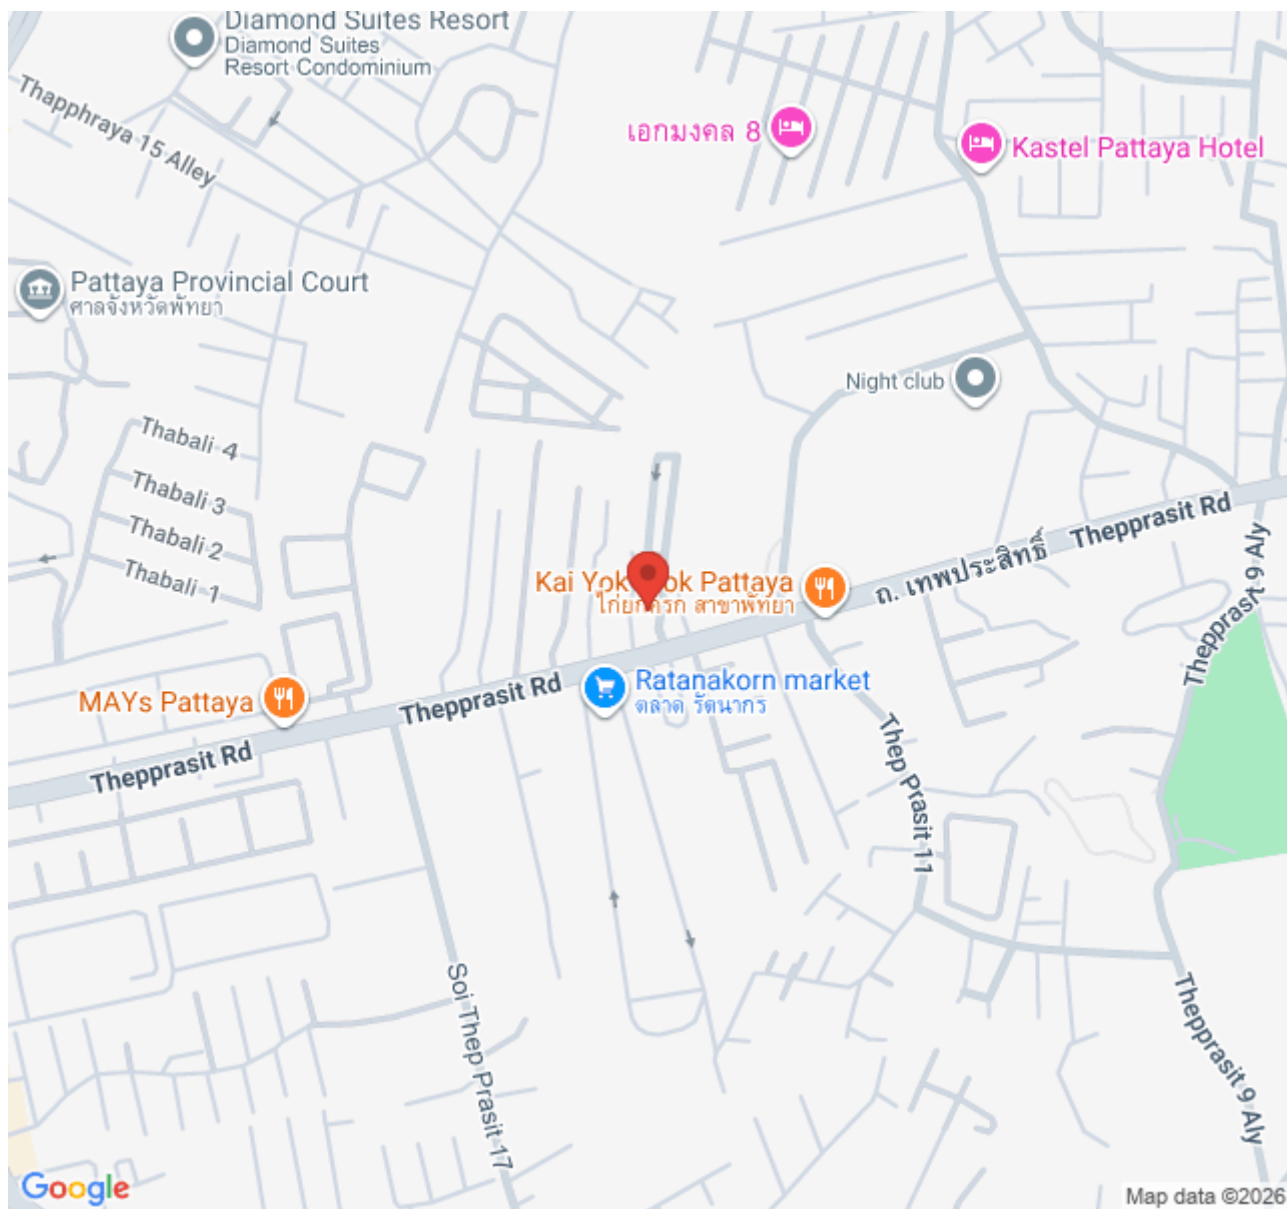 Diamond Suites Resort
Diamond Suites
Resort Condominium
Thapphraya 15 Alley
เอกมงคล 8
Kastel Pattaya Hotel
Pattaya Provincial Court
ศาลจังหวัดพัทยา
Night club
Thabali 4
Thabali 3
Thabali 2
Thabali 1
Thepprasit Rd
ถ. เทพประสิทธิ์
Thepprasit 9 Aly
Kai Yok Pattaya
สาขาพัทยา
Ratanakorn market
ตลาด รัตนากร
MAYs Pattaya
Thepprasit Rd
Thepprasit Rd
Thep Prasit 11
Soi Thep Prasit 17
Thepprasit 9 Aly
Google
Map data ©2026